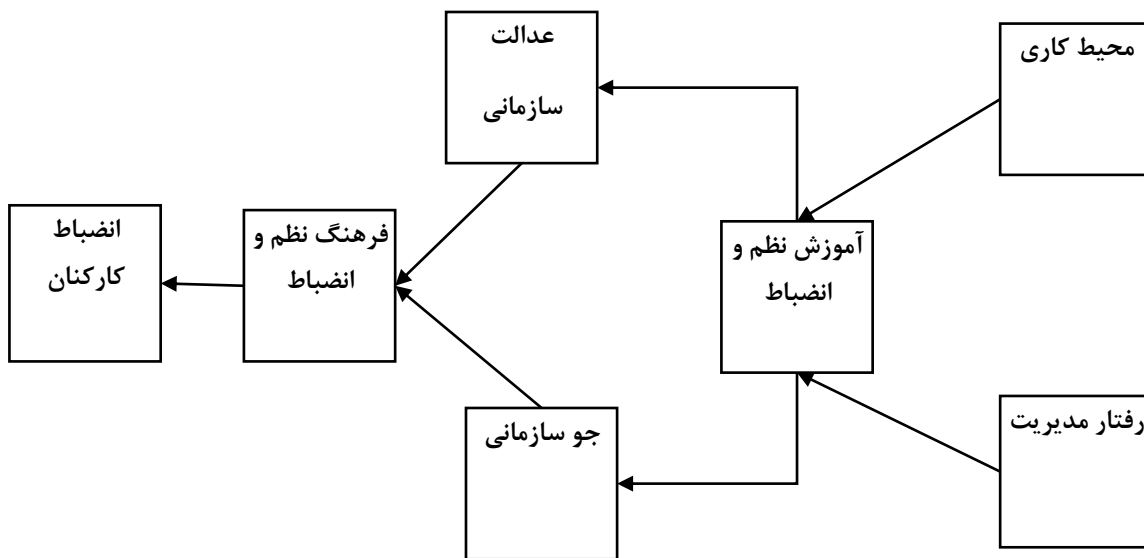 محیط کاری
آموزش نظم و
انضباط
رفتار مدیریت
عدالت
سازمانی
جو سازمانی
فرهنگ نظم و
انضباط
انضباط
کارکنان